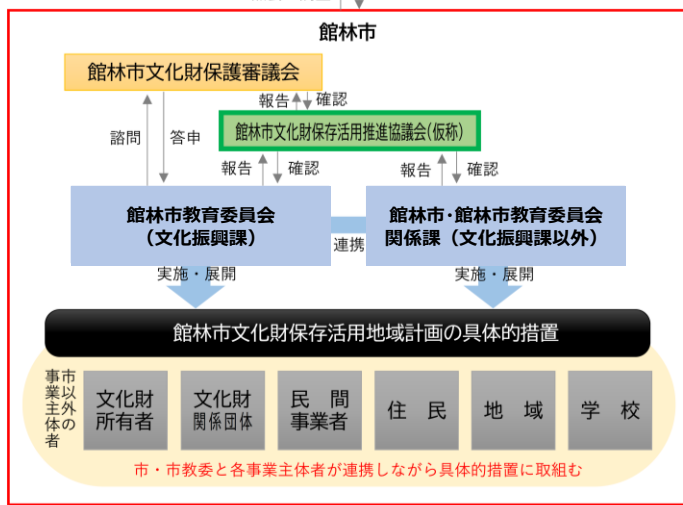 館林市
館林市文化財保護審議会
報告
確認
館林市文化財保存活用推進協議会(仮称)
諮問
答申
報告
確認
報告
確認
館林市教育委員会
(文化振興課)
連携
館林市・館林市教育委員会
関係課(文化振興課以外)
実施・展開
実施・展開
館林市文化財保存活用地域計画の具体的措置
市以外の
事業主体者
文化財
所有者
文化財
関係団体
民間
事業者
住民
地域
学校
市・市教委と各事業主体者が連携しながら具体的措置に取組む